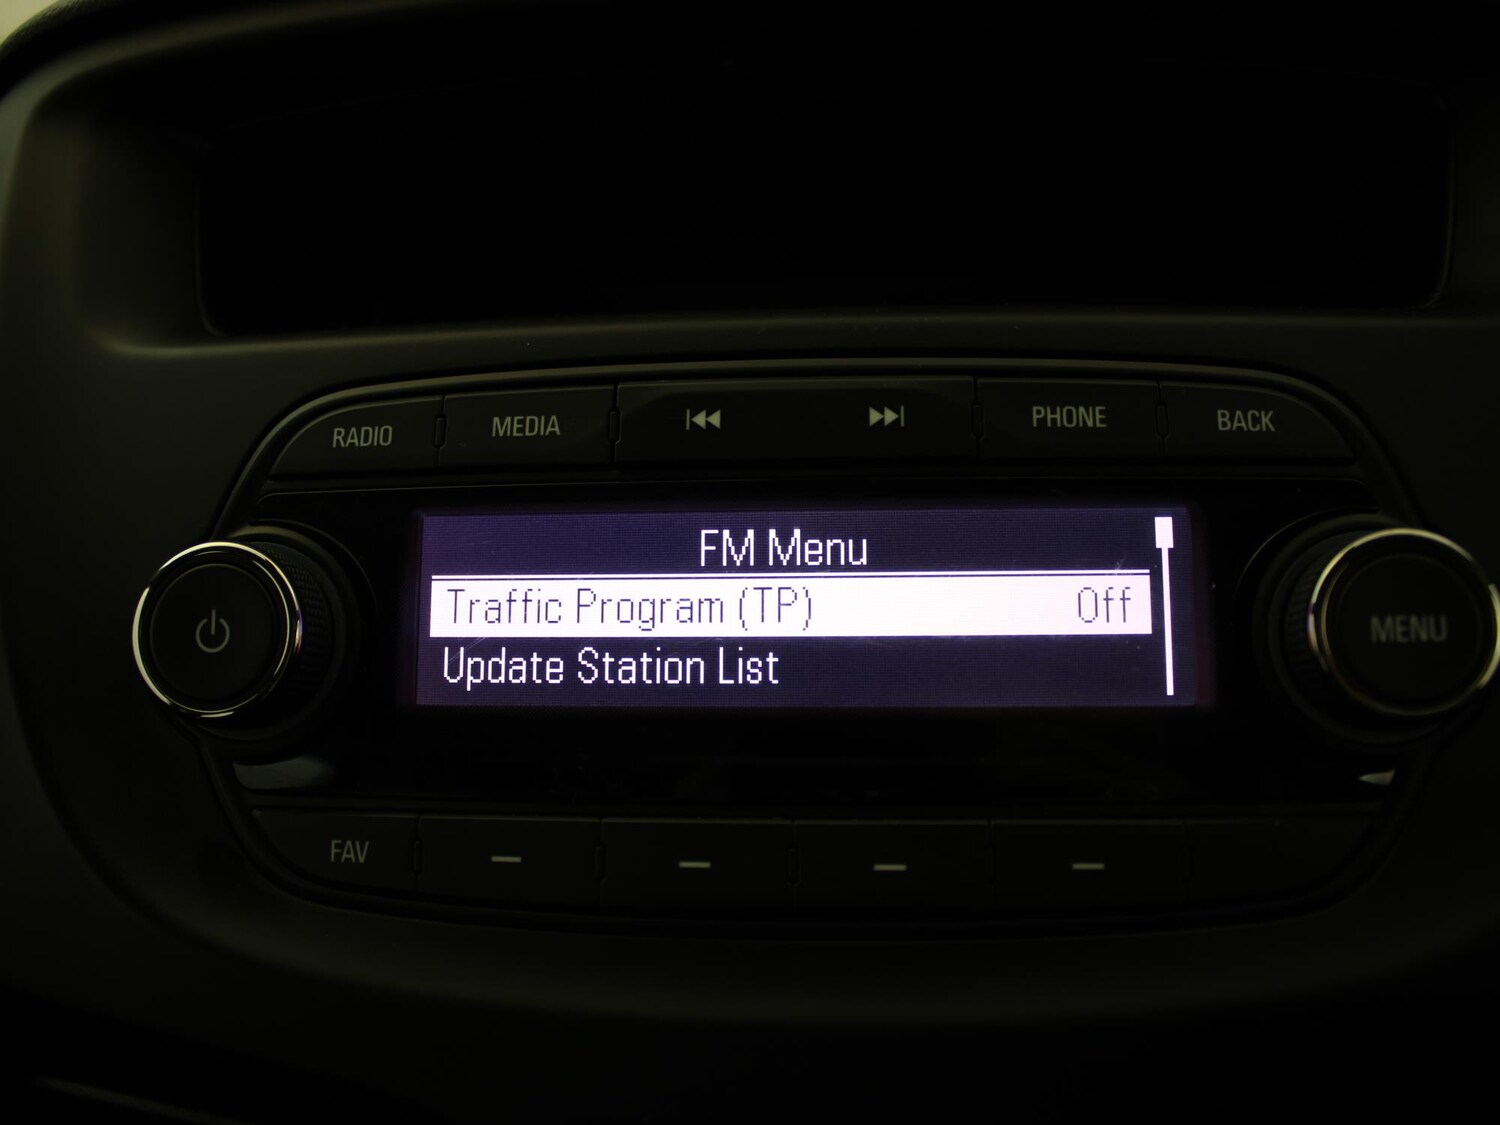 RADIO MEDIA PHONE BACK
FM Menu
Traffic Program (TP) Off
Update Station List
MENU
FAV